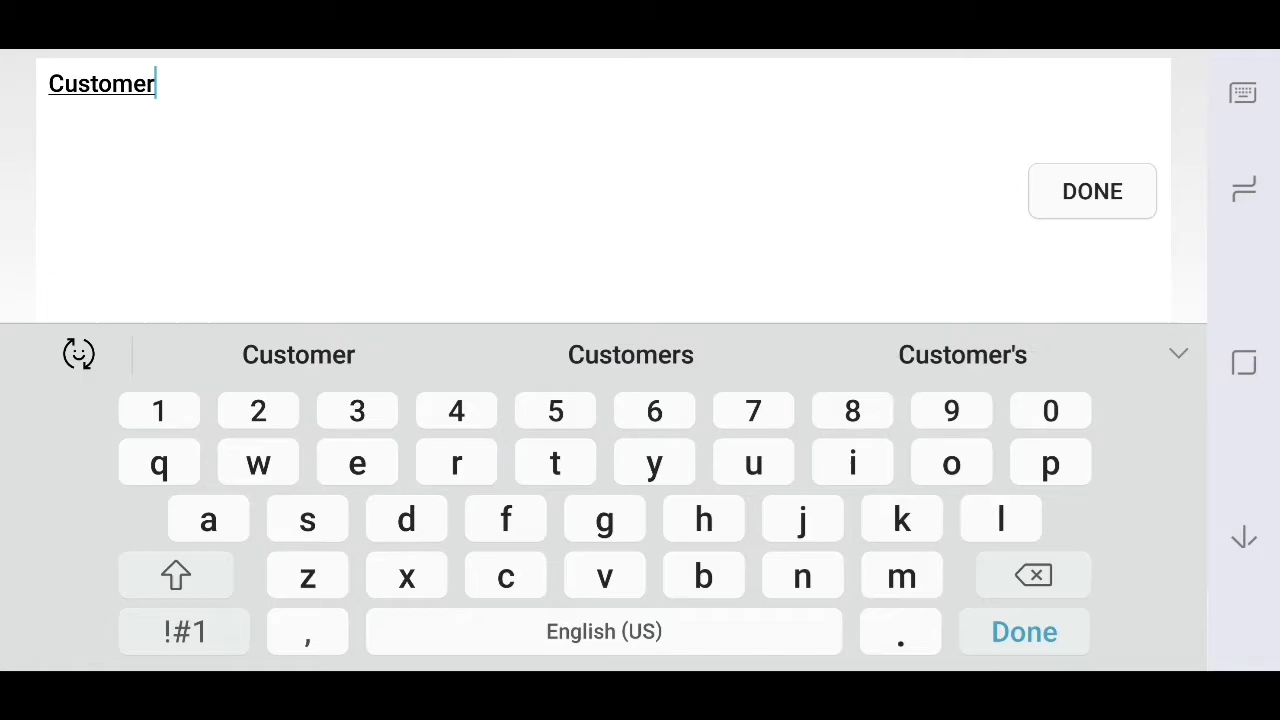 Customer
DONE
Customer Customers Customer's
1 2 3 4 5 6 7 8 9 0
q w e r t y u i o p
a s d f g h j k l
z x c v b n m
!#1 , English (US) . Done